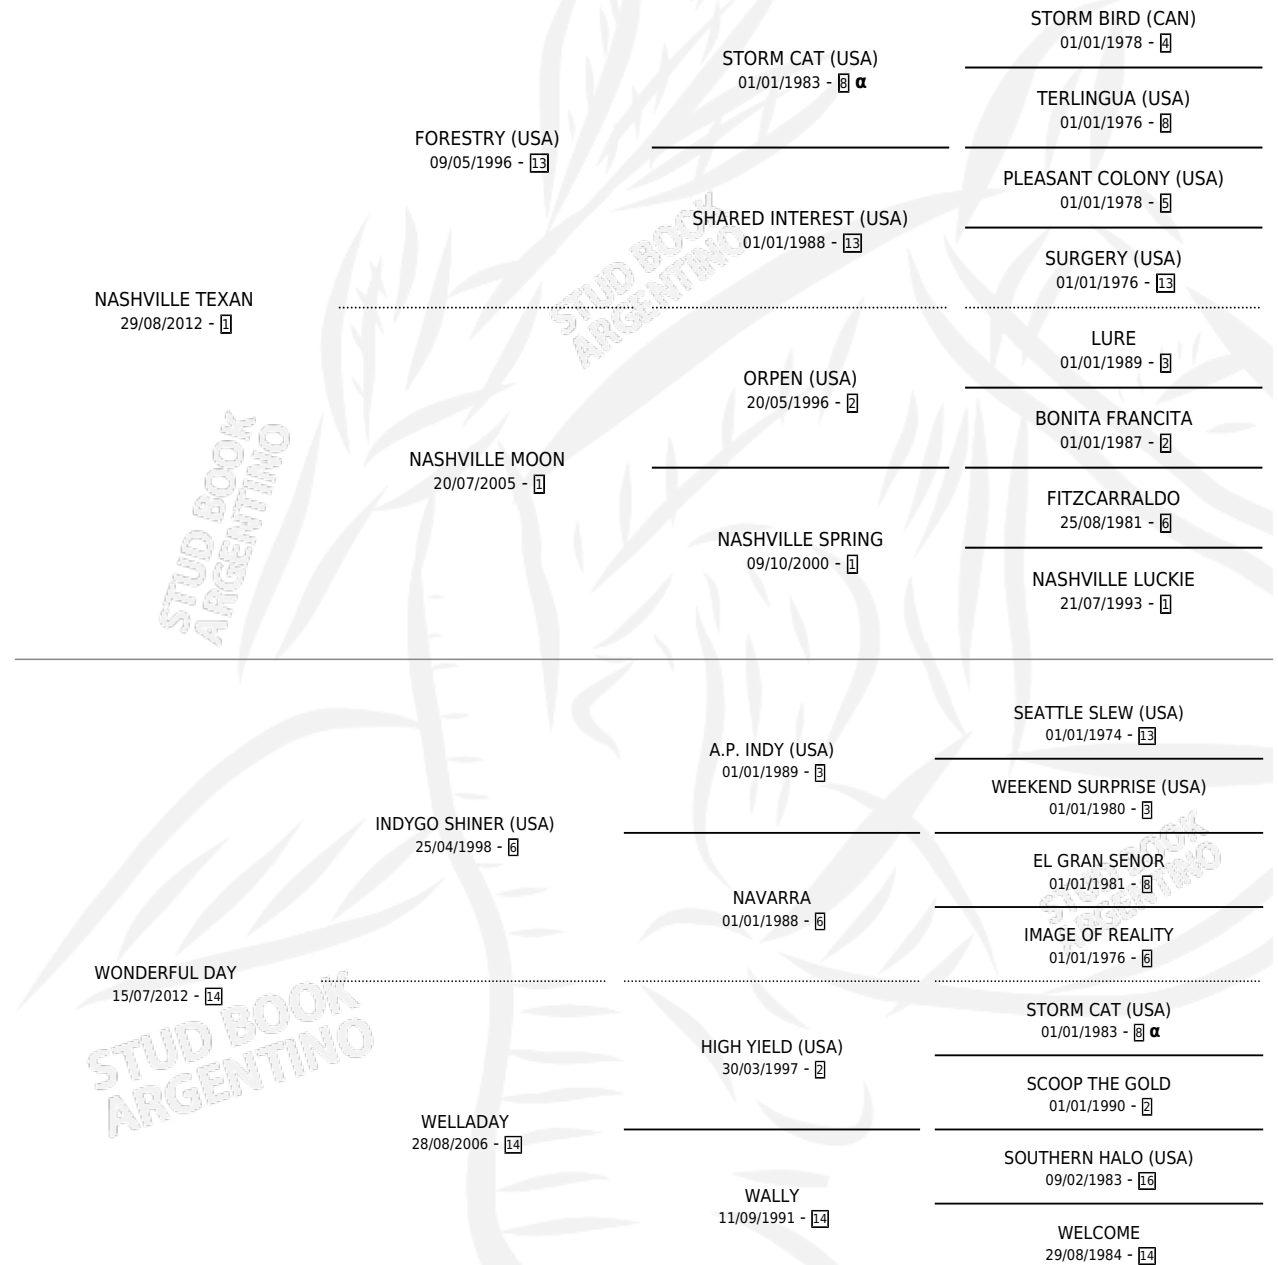 STORM BIRD (CAN)
01/01/1978 - 4
STORM CAT (USA)
01/01/1983 - 8 α
TERLINGUA (USA)
01/01/1976 - 8
FORESTRY (USA)
09/05/1996 - 13
PLEASANT COLONY (USA)
01/01/1978 - 5
SHARED INTEREST (USA)
01/01/1988 - 13
SURGERY (USA)
01/01/1976 - 13
STUD BOOK
ARGENTINO
NASHVILLE TEXAN
29/08/2012 - 1
LURE
01/01/1989 - 3
ORPEN (USA)
20/05/1996 - 2
BONITA FRANCITA
01/01/1987 - 2
NASHVILLE MOON
20/07/2005 - 1
FITZCARRALDO
25/08/1981 - 6
NASHVILLE SPRING
09/10/2000 - 1
NASHVILLE LUCKIE
21/07/1993 - 1
STUD BOOK
ARGENTINO
SEATTLE SLEW (USA)
01/01/1974 - 13
A.P. INDY (USA)
01/01/1989 - 3
WEEKEND SURPRISE (USA)
01/01/1980 - 3
INDYGO SHINER (USA)
25/04/1998 - 6
EL GRAN SENOR
01/01/1981 - 8
STUD BOOK
ARGENTINO
NAVARRA
01/01/1988 - 6
IMAGE OF REALITY
01/01/1976 - 6
WONDERFUL DAY
15/07/2012 - 14
STORM CAT (USA)
01/01/1983 - 8 α
STUD BOOK
ARGENTINO
HIGH YIELD (USA)
30/03/1997 - 2
SCOOP THE GOLD
01/01/1990 - 2
WELLADAY
28/08/2006 - 14
SOUTHERN HALO (USA)
09/02/1983 - 16
WALLY
11/09/1991 - 14
WELCOME
29/08/1984 - 14